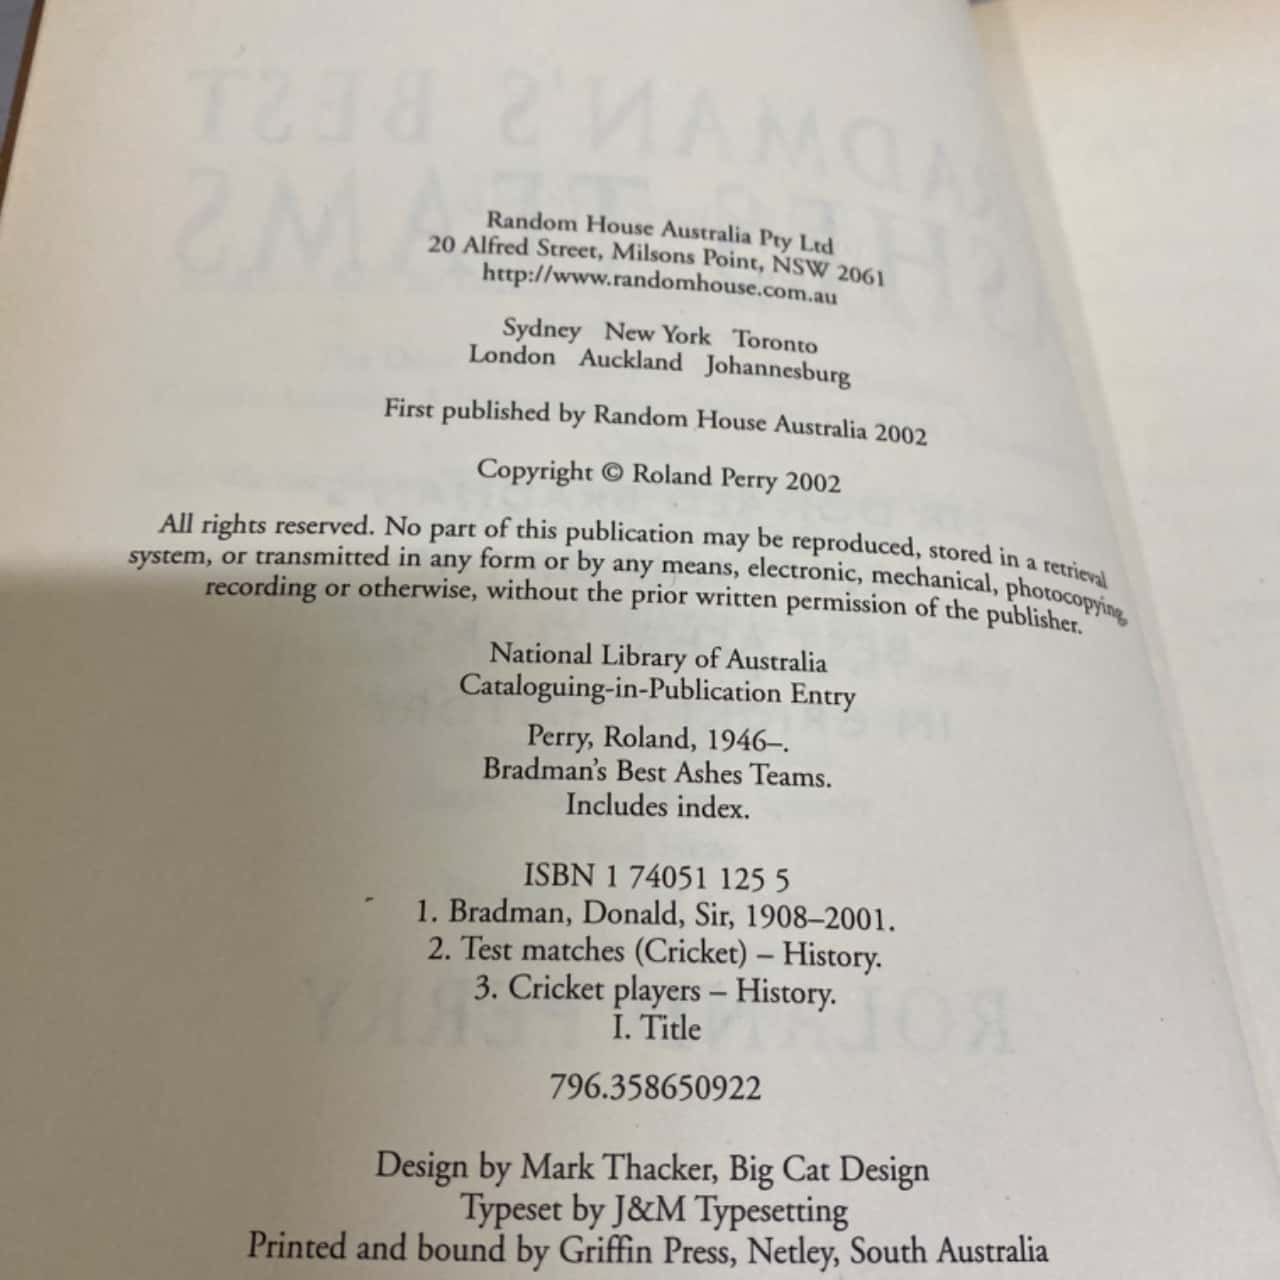 Random House Australia Pty Ltd
20 Alfred Street, Milsons Point, NSW 2061
http://www.randomhouse.com.au
Sydney New York Toronto
London Auckland Johannesburg
First published by Random House Australia 2002
Copyright © Roland Perry 2002
All rights reserved. No part of this publication may be reproduced, stored in a retrieval
system, or transmitted in any form or by any means, electronic, mechanical, photocopying,
recording or otherwise, without the prior written permission of the publisher.
National Library of Australia
Cataloguing-in-Publication Entry
Perry, Roland, 1946–.
Bradman's Best Ashes Teams.
Includes index.
ISBN 1 74051 125 5
1. Bradman, Donald, Sir, 1908–2001.
2. Test matches (Cricket) – History.
3. Cricket players – History.
I. Title
796.358650922
Design by Mark Thacker, Big Cat Design
Typeset by J&M Typesetting
Printed and bound by Griffin Press, Netley, South Australia